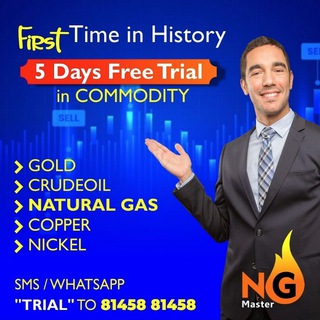 First Time in History
5 Days Free Trial
in COMMODITY
SELL
SELL
GOLD
CRUDEOIL
NATURAL GAS
COPPER
NICKEL
SMS / WHATSAPP
"TRIAL" TO 81458 81458
NG
Master